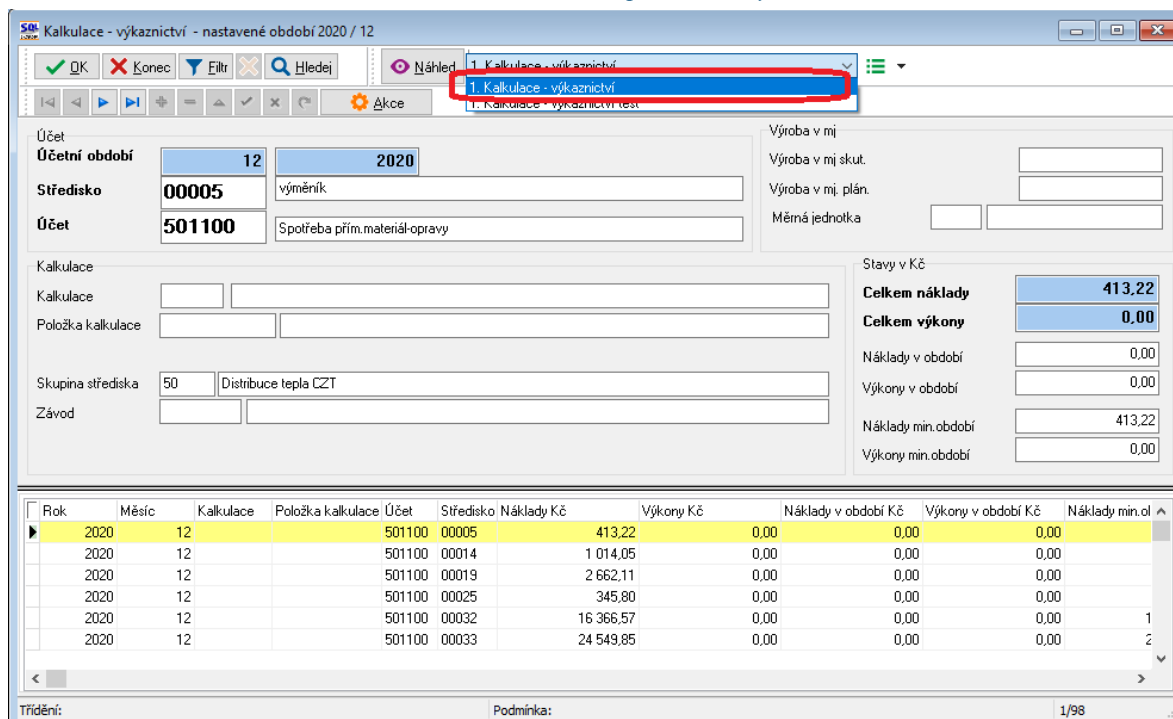 Kalkulace - výkaznictví - nastavené období 2020 / 12
OK Konec Filtr Hledej Náhled 1. Kalkulace - výkaznictví
1. Kalkulace - výkaznictví
1. Kalkulace - výkaznictví test
Akce
Účet
Účetní období 12 2020
Středisko 00005 výměník
Účet 501100 Spotřeba přím.materiál-opravy
Výroba v mj
Výroba v mj skut.
Výroba v mj. plán.
Měrná jednotka
Kalkulace
Kalkulace
Položka kalkulace
Skupina střediska 50 Distribuce tepla CZT
Závod
Stavy v Kč
Celkem náklady 413,22
Celkem výkony 0,00
Náklady v období 0,00
Výkony v období 0,00
Náklady min.období 413,22
Výkony min.období 0,00
Rok Měsíc Kalkulace Položka kalkulace Účet Středisko Náklady Kč Výkony Kč Náklady v období Kč Výkony v období Kč Náklady min.ol
2020 12 501100 00005 413,22 0,00 0,00 0,00
2020 12 501100 00014 1 014,05 0,00 0,00 0,00
2020 12 501100 00019 2 662,11 0,00 0,00 0,00
2020 12 501100 00025 345,80 0,00 0,00 0,00
2020 12 501100 00032 16 366,57 0,00 0,00 0,00 1
2020 12 501100 00033 24 549,85 0,00 0,00 0,00 2
Třídění: Podmínka: 1/98